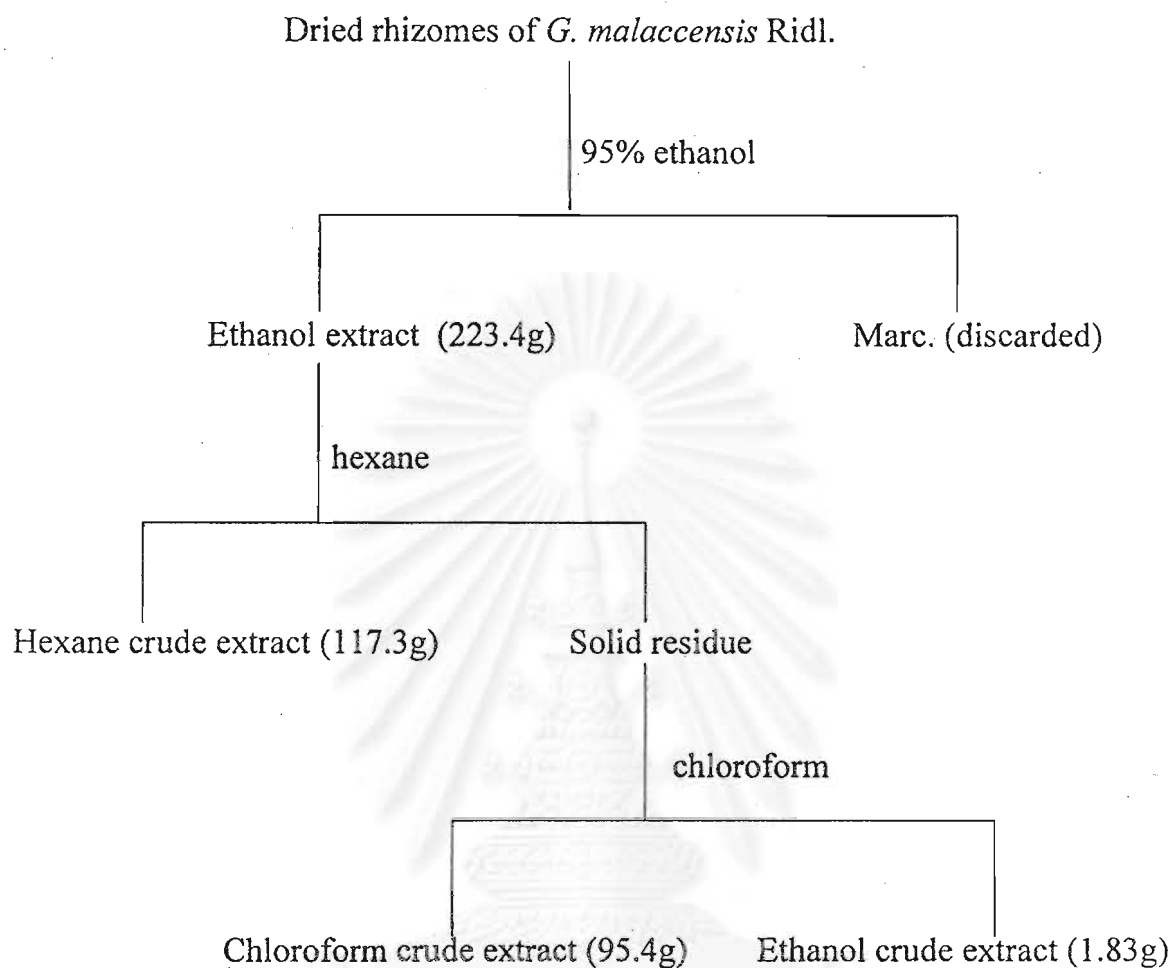 Dried rhizomes of G. malaccensis Ridl.
95% ethanol
Ethanol extract (223.4g)
Marc. (discarded)
hexane
Hexane crude extract (117.3g)
Solid residue
chloroform
Chloroform crude extract (95.4g)
Ethanol crude extract (1.83g)